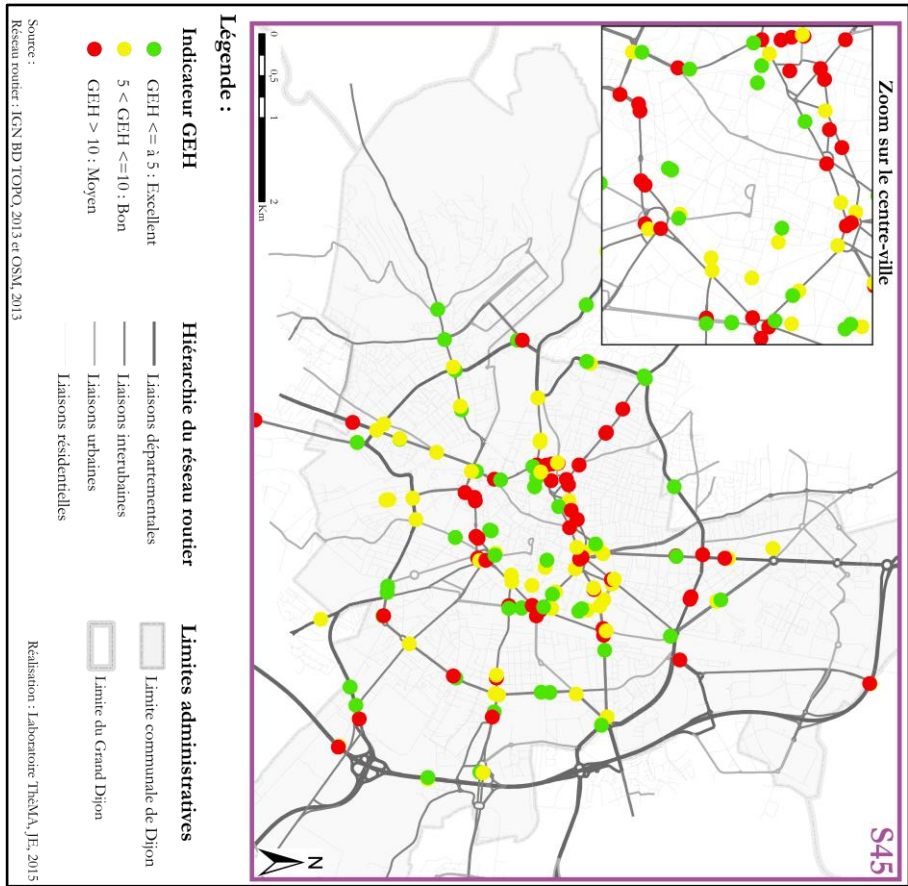 S45
Zoom sur le centre-ville
N
0 0,5 1 2
Km
Légende :
Indicateur GEH
GEH <= à 5 : Excellent
5 < GEH <=10 : Bon
GEH > 10 : Moyen
Hiérarchie du réseau routier
Liaisons départementales
Liaisons interubaines
Liaisons urbaines
Liaisons résidentielles
Limites administratives
Limite communale de Dijon
Limite du Grand Dijon
Source :
Réseau routier : IGN BD TOPO, 2013 et OSM, 2013
Réalisation : Laboratoire ThéMA, JE, 2015